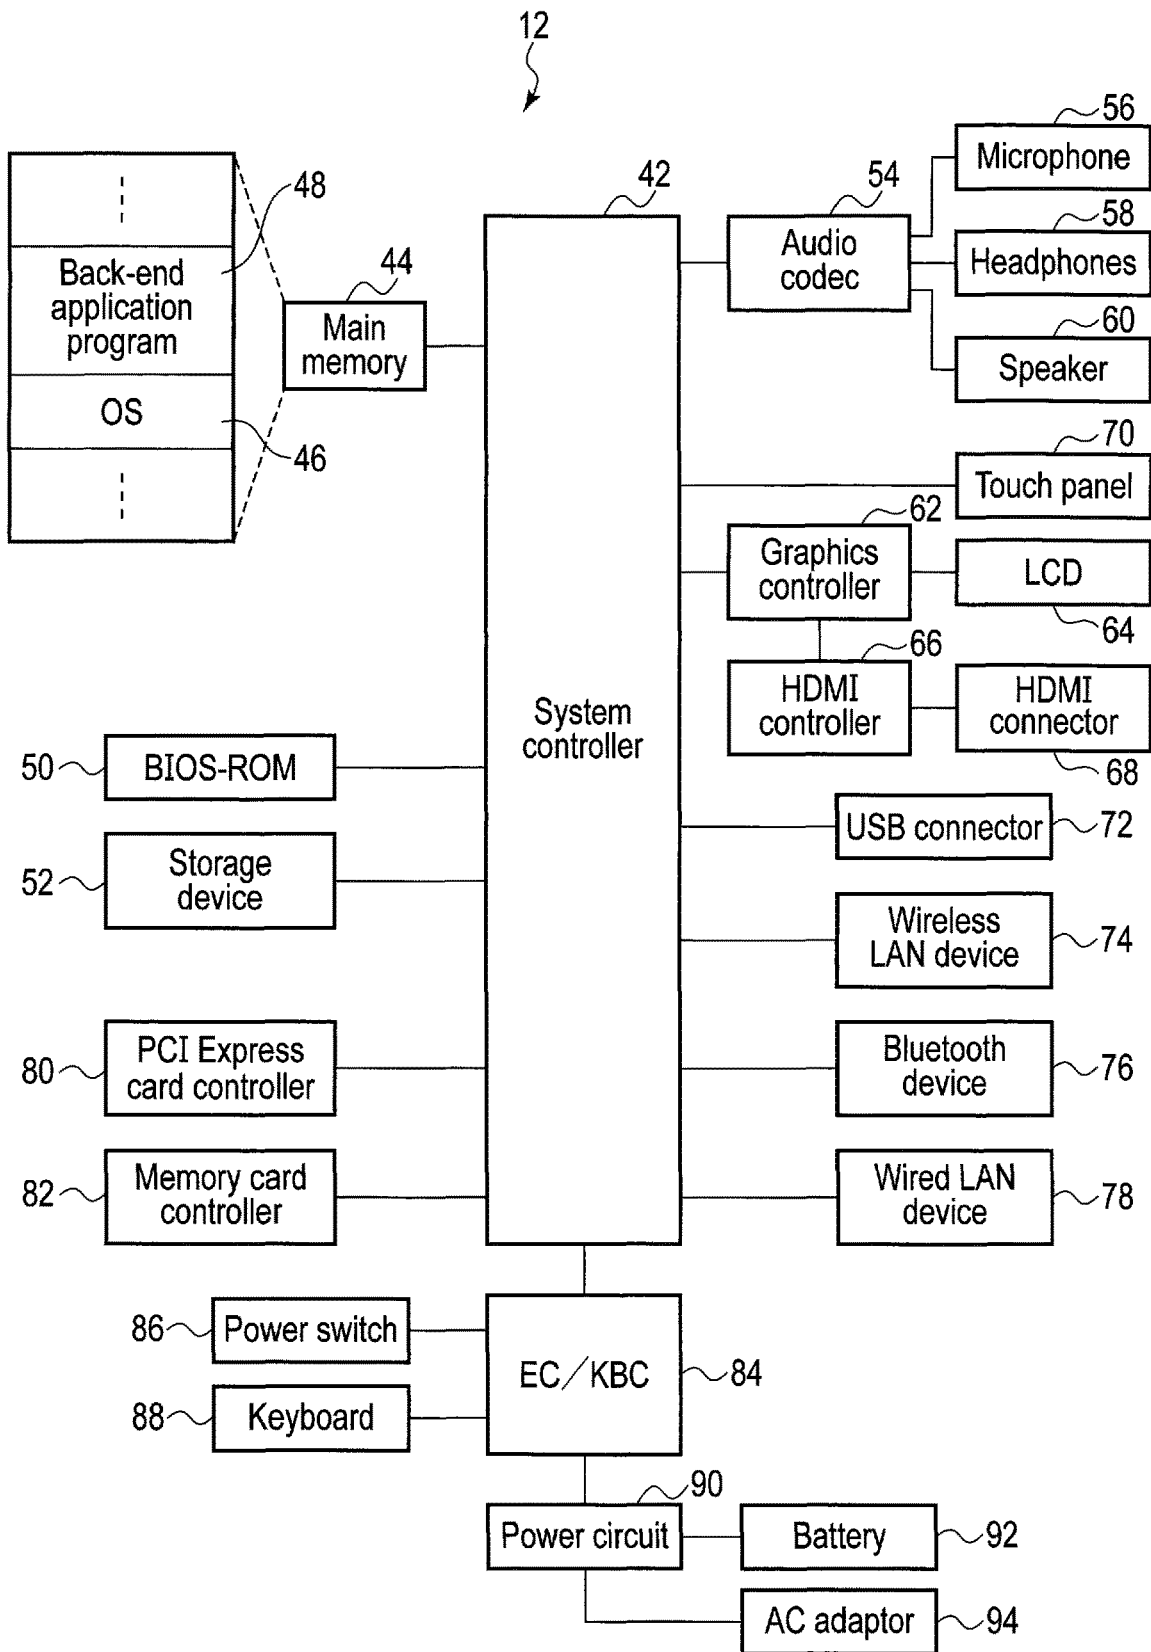 12
Back-end
application
program
48
OS
46
44
Main
memory
42
System
controller
54
Audio
codec
56
Microphone
58
Headphones
60
Speaker
70
Touch panel
62
Graphics
controller
LCD
64
66
HDMI
controller
HDMI
connector
68
50
BIOS-ROM
52
Storage
device
80
PCI Express
card controller
82
Memory card
controller
USB connector
72
Wireless
LAN device
74
Bluetooth
device
76
Wired LAN
device
78
86
Power switch
88
Keyboard
EC/KBC
84
90
Power circuit
Battery
92
AC adaptor
94